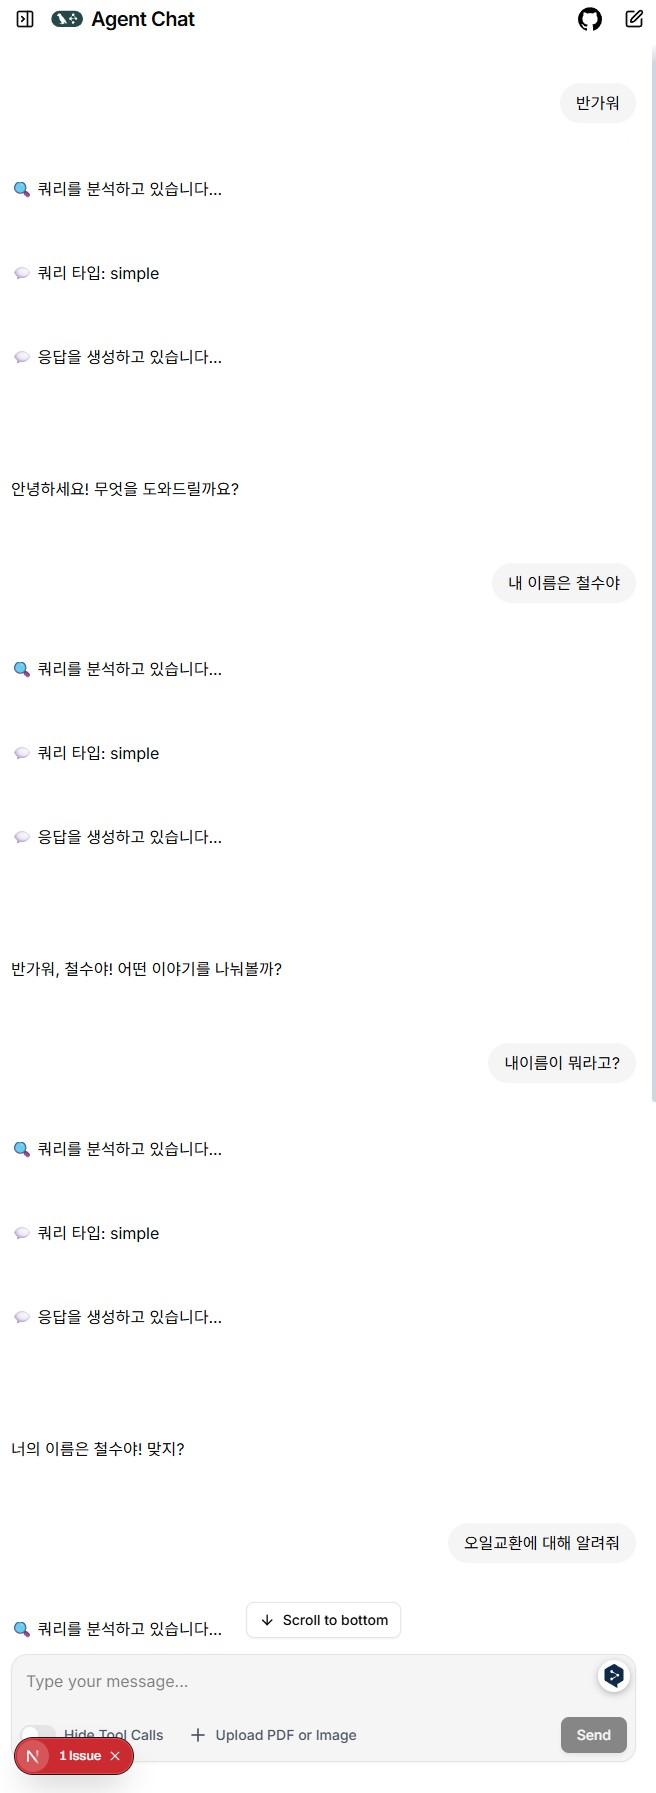 Agent Chat
반가워
쿼리를 분석하고 있습니다...
쿼리 타입: simple
응답을 생성하고 있습니다...
안녕하세요! 무엇을 도와드릴까요?
내 이름은 철수야
쿼리를 분석하고 있습니다...
쿼리 타입: simple
응답을 생성하고 있습니다...
반가워, 철수야! 어떤 이야기를 나눠볼까?
내이름이 뭐라고?
쿼리를 분석하고 있습니다...
쿼리 타입: simple
응답을 생성하고 있습니다...
너의 이름은 철수야! 맞지?
오일교환에 대해 알려줘
쿼리를 분석하고 있습니다...
Scroll to bottom
Type your message...
Hide Tool Calls
Upload PDF or Image
Send
N 1 Issue